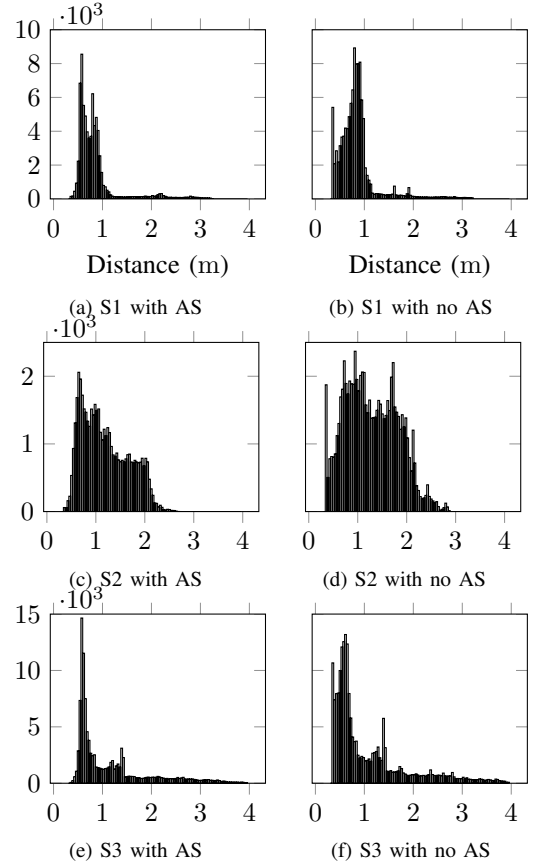 ·10³
10
8
6
4
2
0
0 1 2 3 4
0 1 2 3 4
Distance (m)
Distance (m)
(a) S1 with AS
(b) S1 with no AS
·10³
2
1
0
0 1 2 3 4
0 1 2 3 4
(c) S2 with AS
(d) S2 with no AS
·10³
15
10
5
0
0 1 2 3 4
0 1 2 3 4
(e) S3 with AS
(f) S3 with no AS